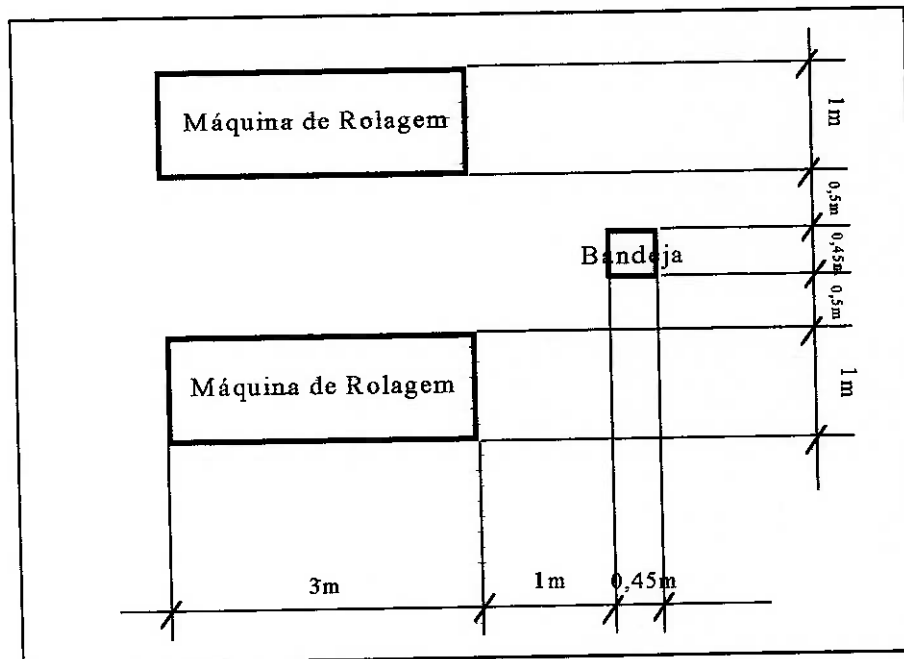 Máquina de Rolagem
1m
0,5m
Bandeja
0,45m
0,5m
Máquina de Rolagem
1m
3m
1m
0,45m